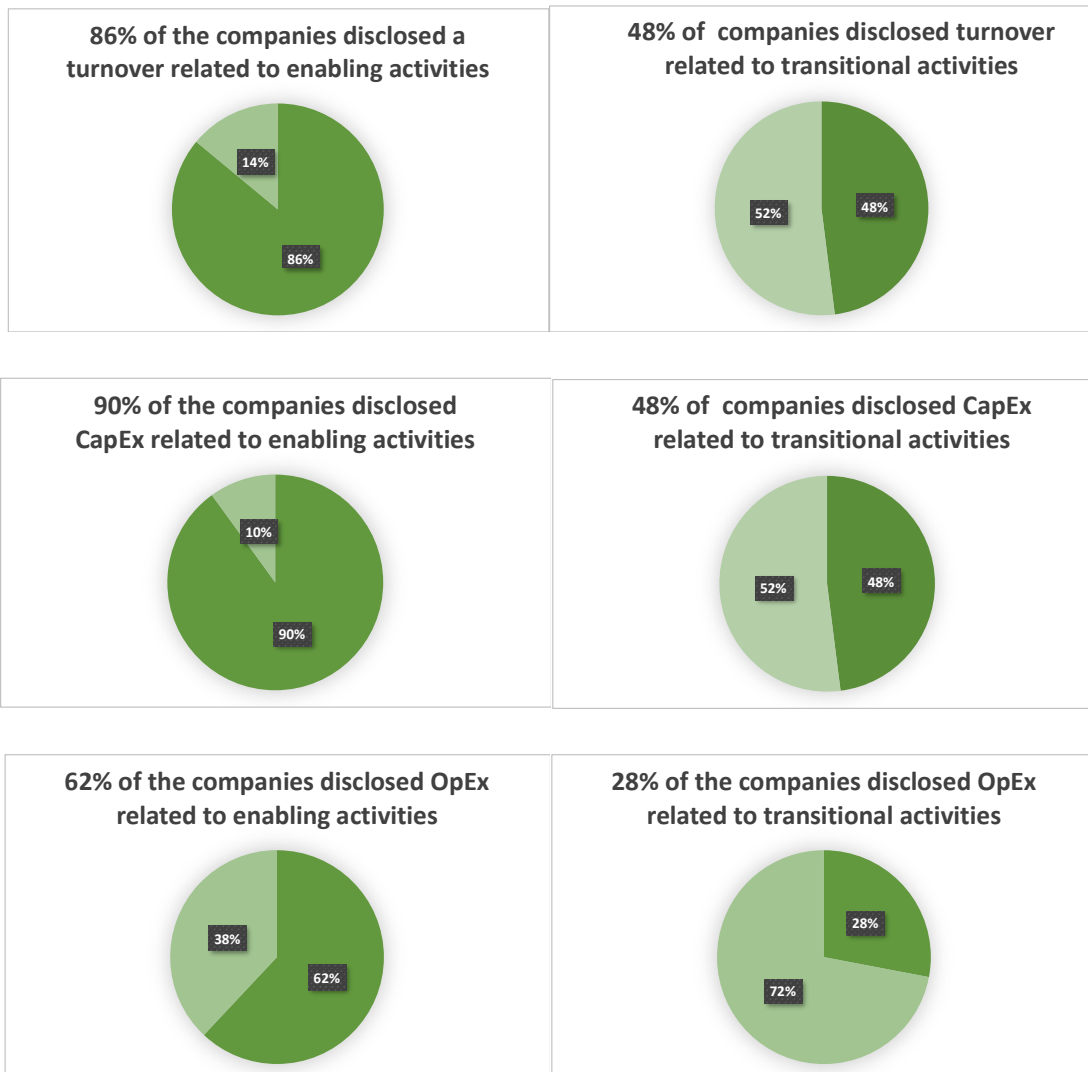 86% of the companies disclosed a
turnover related to enabling activities
14%
86%
48% of  companies disclosed turnover
related to transitional activities
52%
48%
90% of the companies disclosed
CapEx related to enabling activities
10%
90%
48% of  companies disclosed CapEx
related to transitional activities
52%
48%
62% of the companies disclosed OpEx
related to enabling activities
38%
62%
28% of the companies disclosed OpEx
related to transitional activities
28%
72%